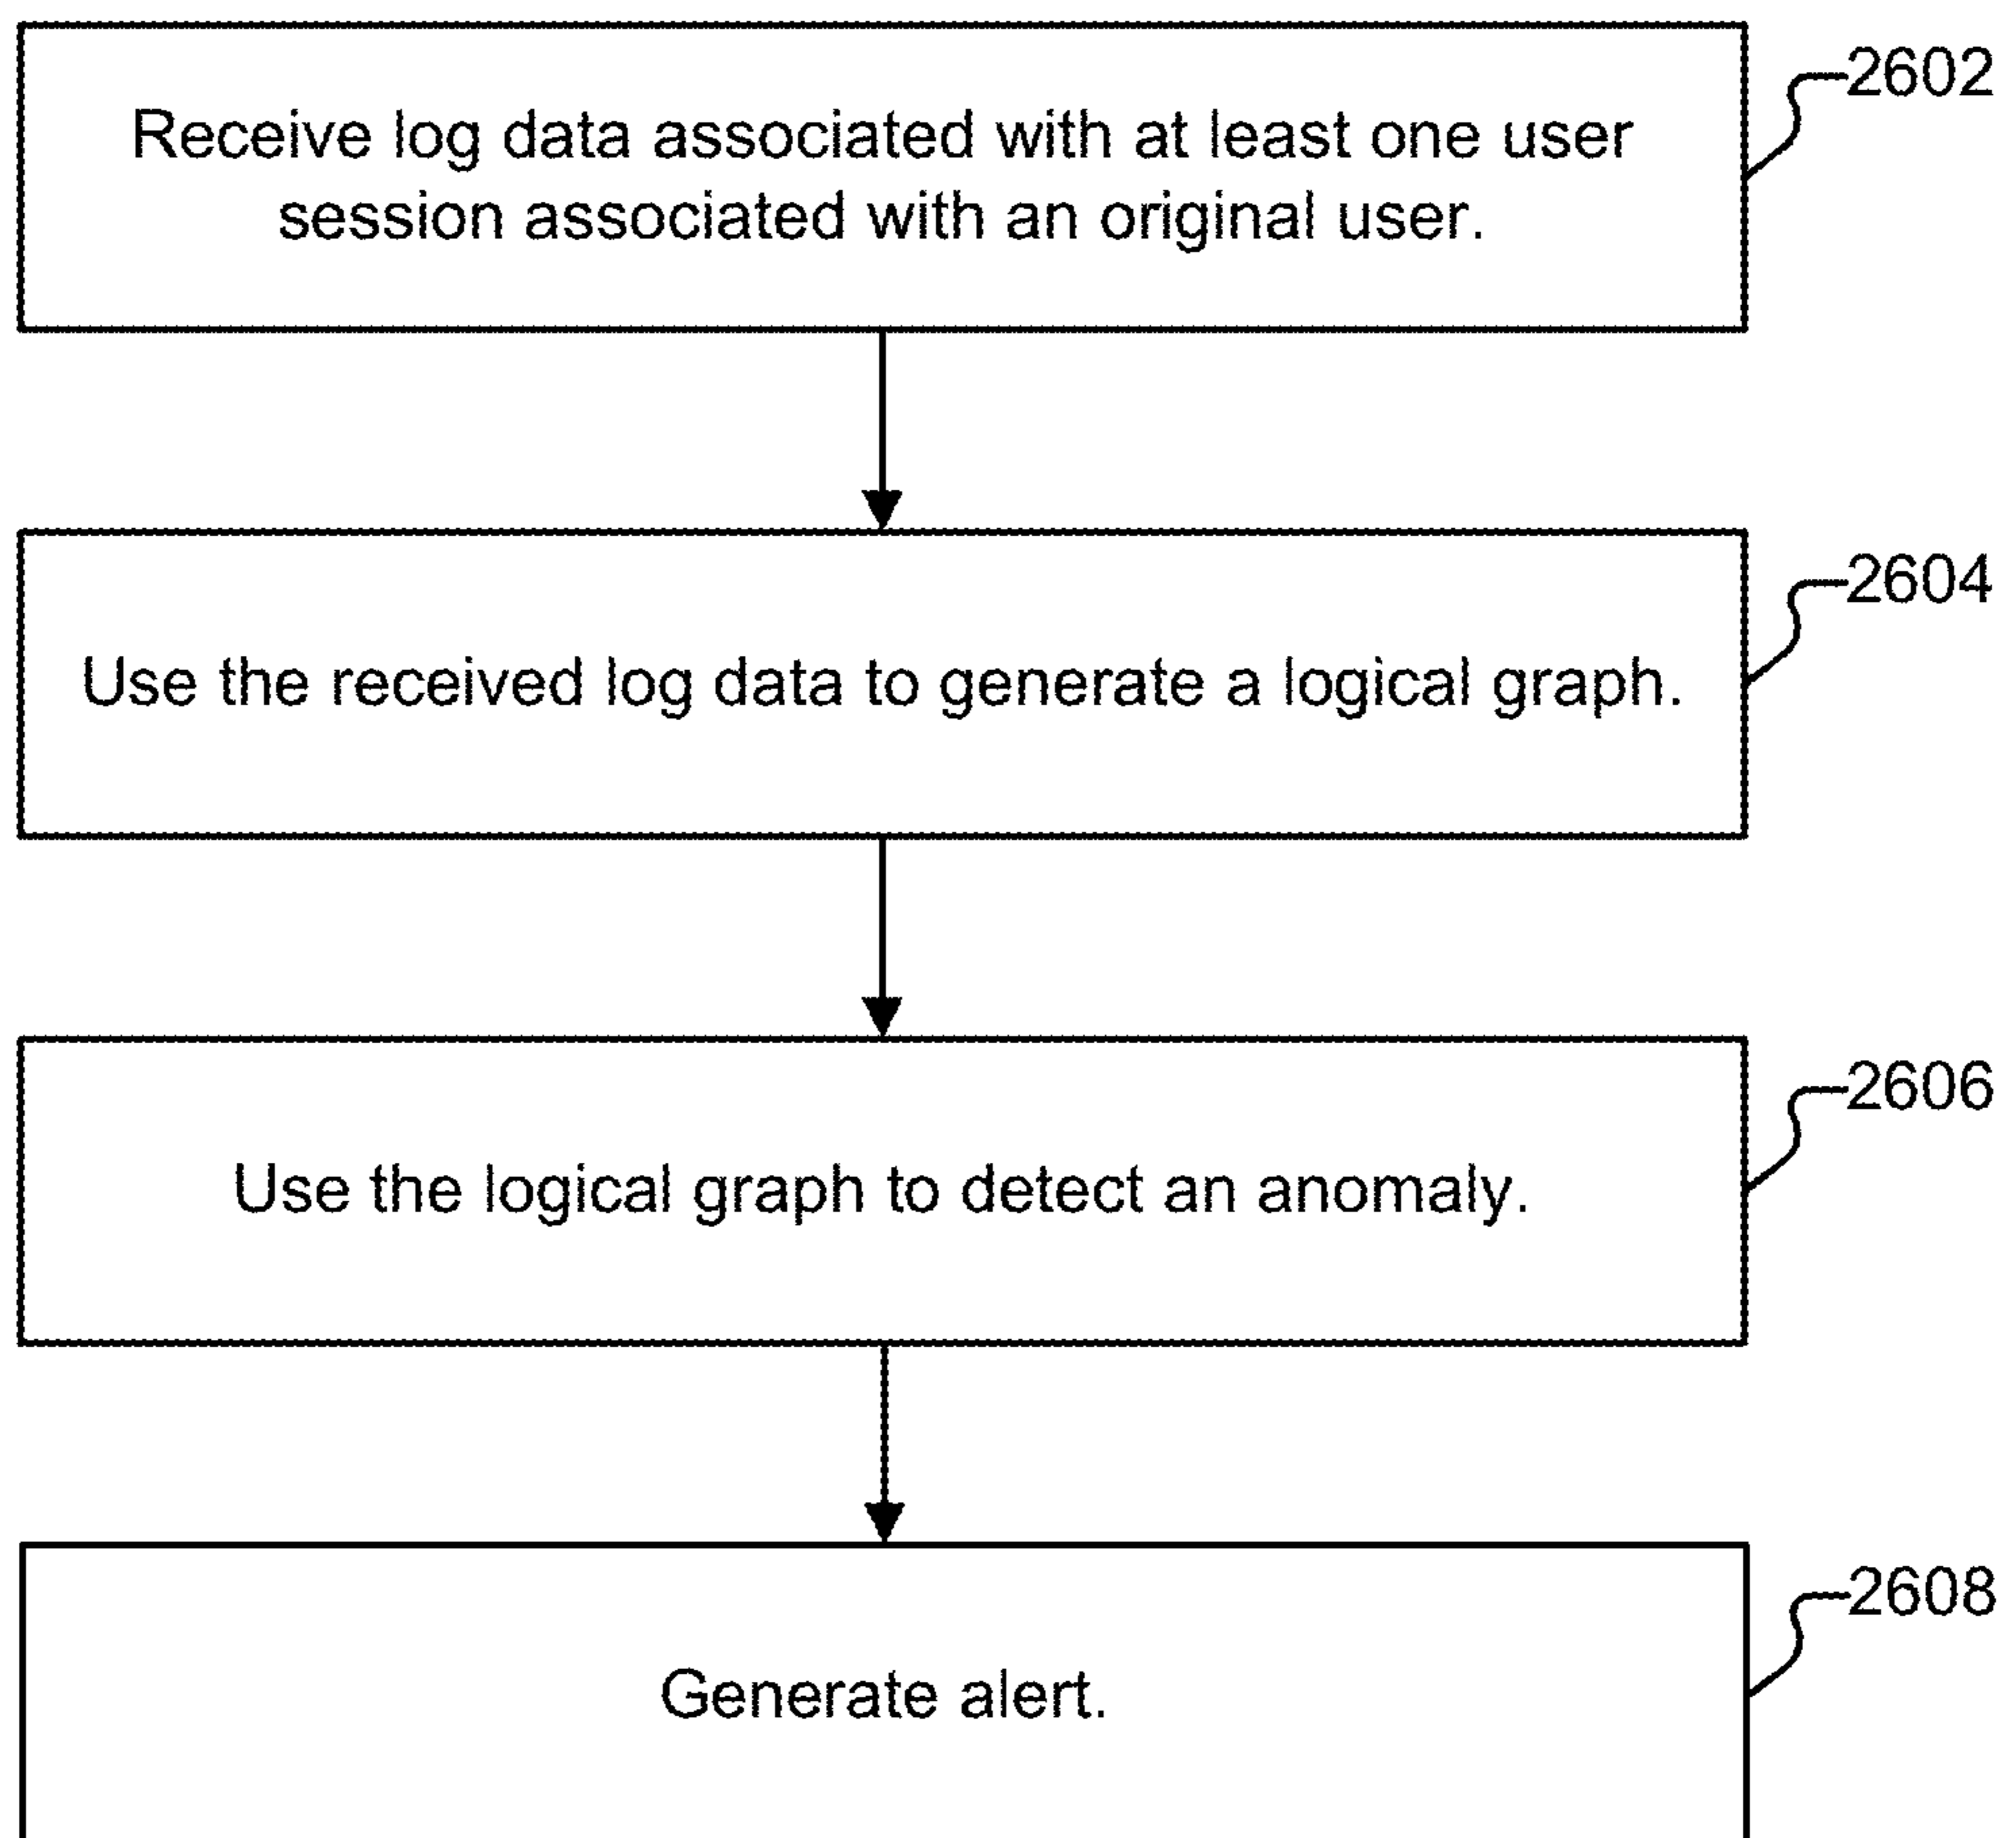 2602
Receive log data associated with at least one user
session associated with an original user.
2604
Use the received log data to generate a logical graph.
2606
Use the logical graph to detect an anomaly.
2608
Generate alert.